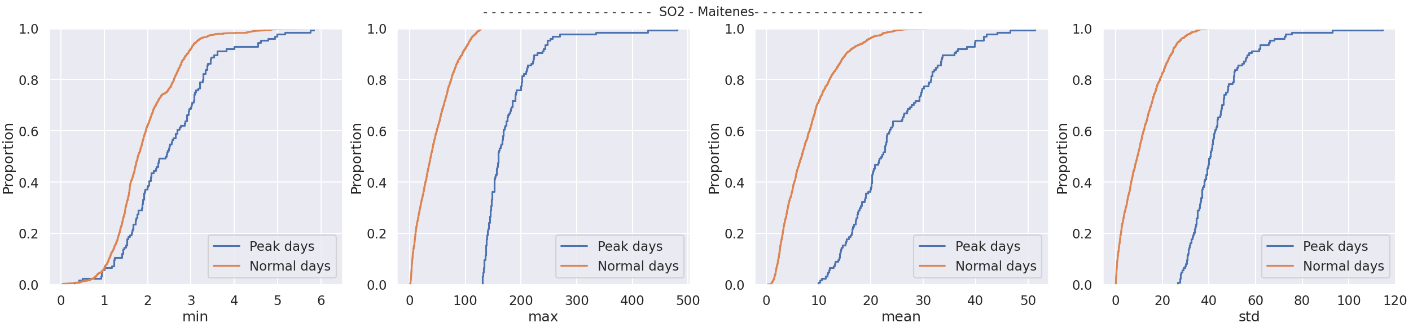 - - - - - - - - - - - - - - - - - - - - - - SO2 - Maitenes- - - - - - - - - - - - - - - - - - - -
1.0 1.0 1.0 1.0
0.8 0.8 0.8 0.8
0.6 0.6 0.6 0.6
Proportion Proportion Proportion Proportion
0.4 0.4 0.4 0.4
0.2 0.2 0.2 0.2
Peak days Peak days Peak days Peak days
Normal days Normal days Normal days Normal days
0.0 0.0 0.0 0.0
0 1 2 3 4 5 6 0 100 200 300 400 500 0 10 20 30 40 50 0 20 40 60 80 100 120
min max mean std